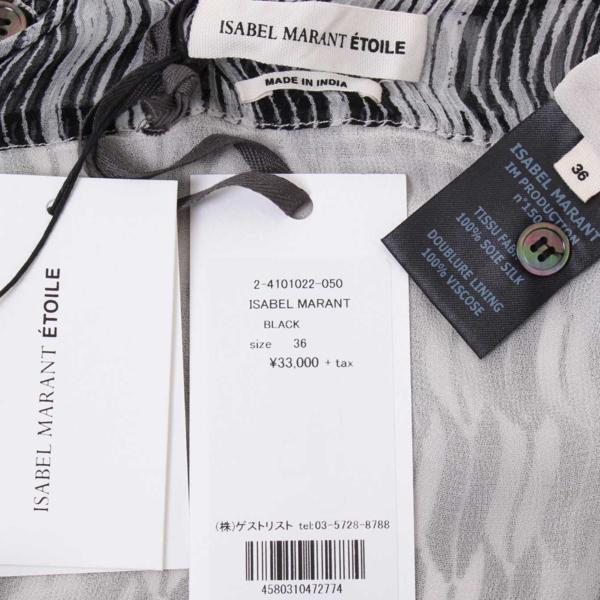 ISABEL MARANT ÉTOILE
MADE IN INDIA
36
ISABEL MARANT
IM PRODUCTION
TISSU
100% SOIE SILK
DOUBLURE LINING
100% VISCOSE
ISABEL MARANT ÉTOILE
2-4101022-050
ISABEL MARANT
BLACK
size 36
¥33,000 + tax
(株)ゲストリスト tel:03-5728-8788
4580310472774